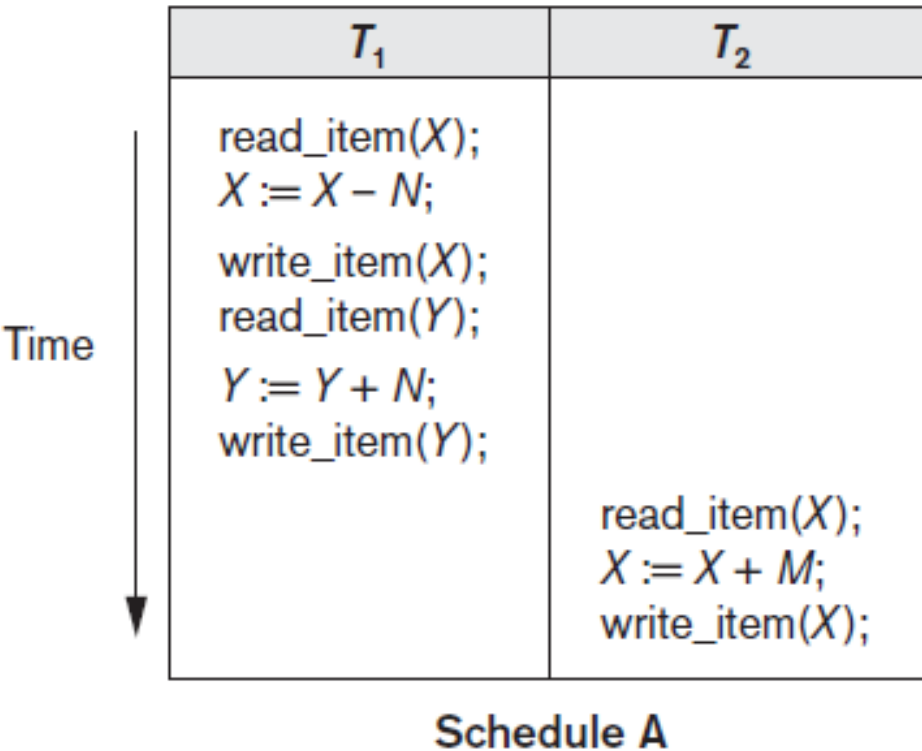 T₁ T₂
read_item(X);
X := X – N;
write_item(X);
read_item(Y);
Time
Y := Y + N;
write_item(Y);
read_item(X);
X := X + M;
write_item(X);
Schedule A